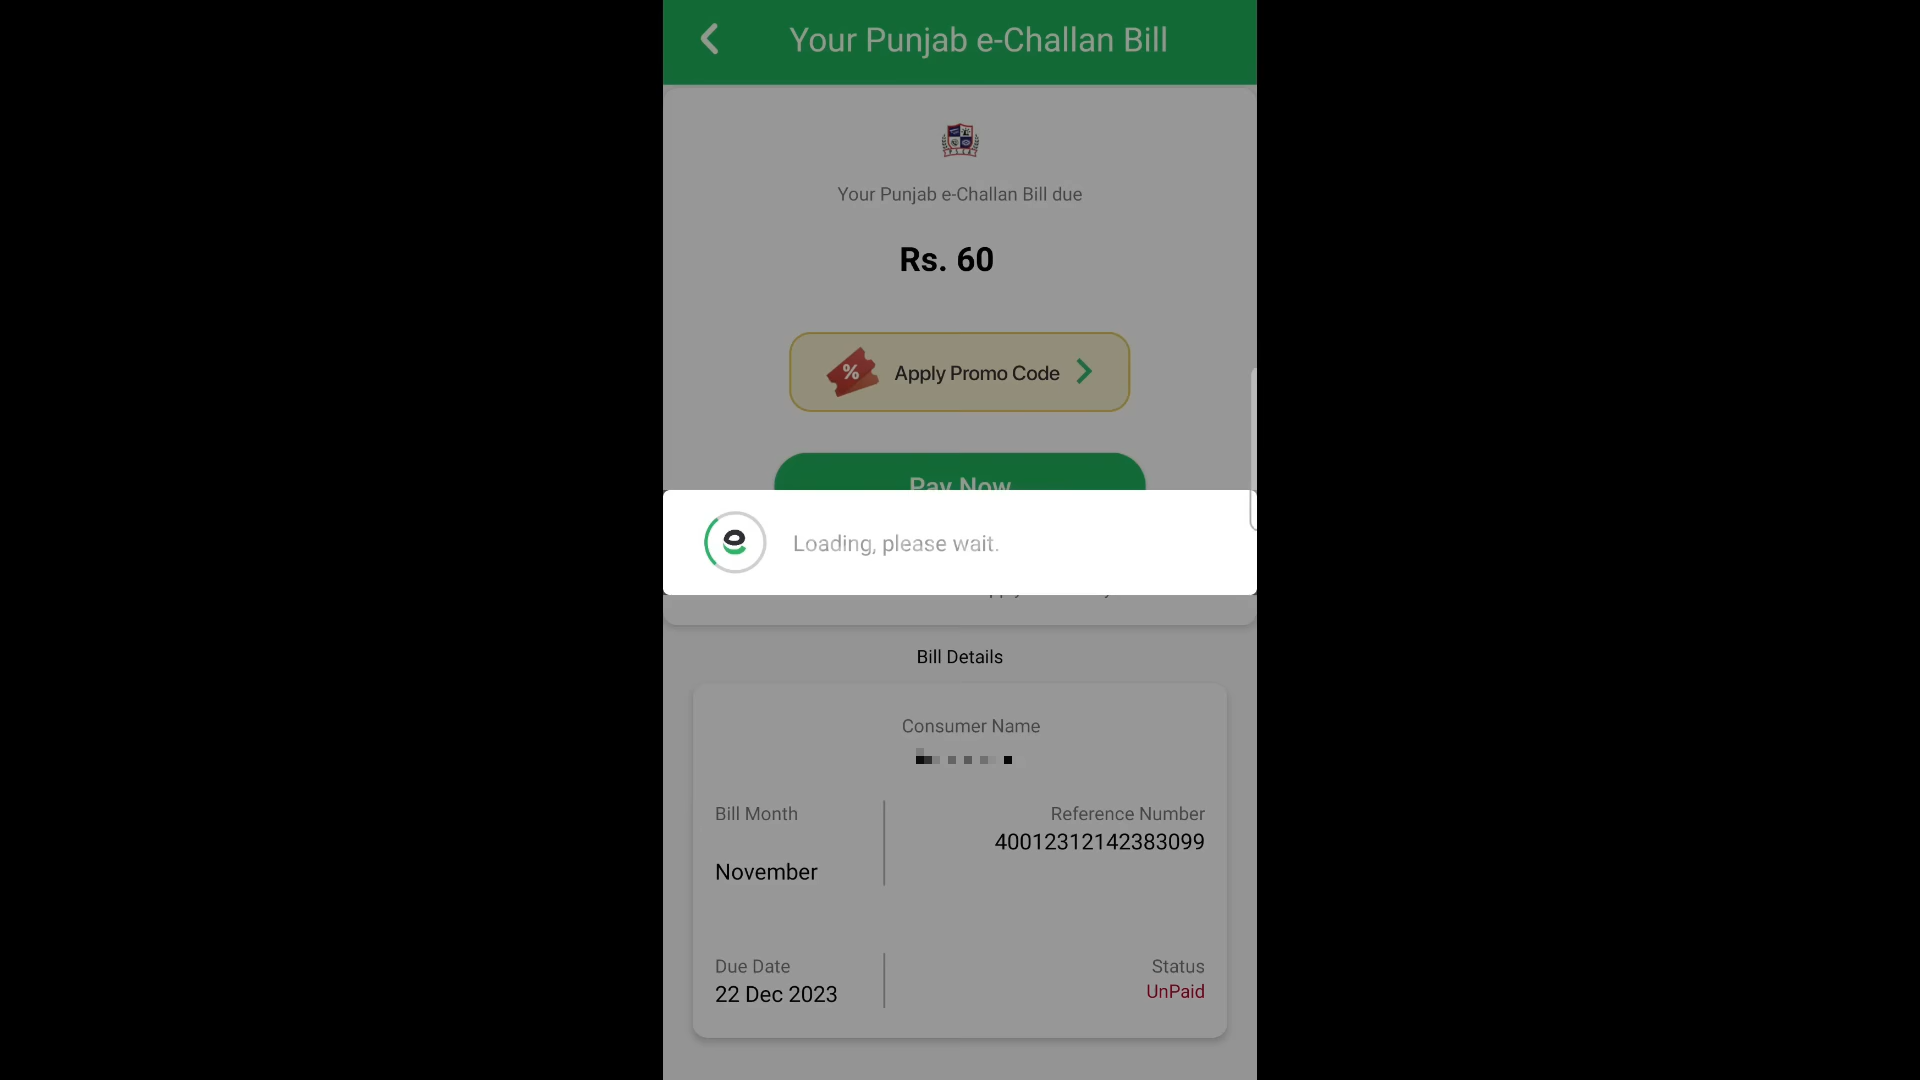 Your Punjab e-Challan Bill
Your Punjab e-Challan Bill due
Rs. 60
%
Apply Promo Code
Pay Now
Loading, please wait.
Bill Details
Consumer Name
Bill Month
Reference Number
40012312142383099
November
Due Date
Status
22 Dec 2023
UnPaid